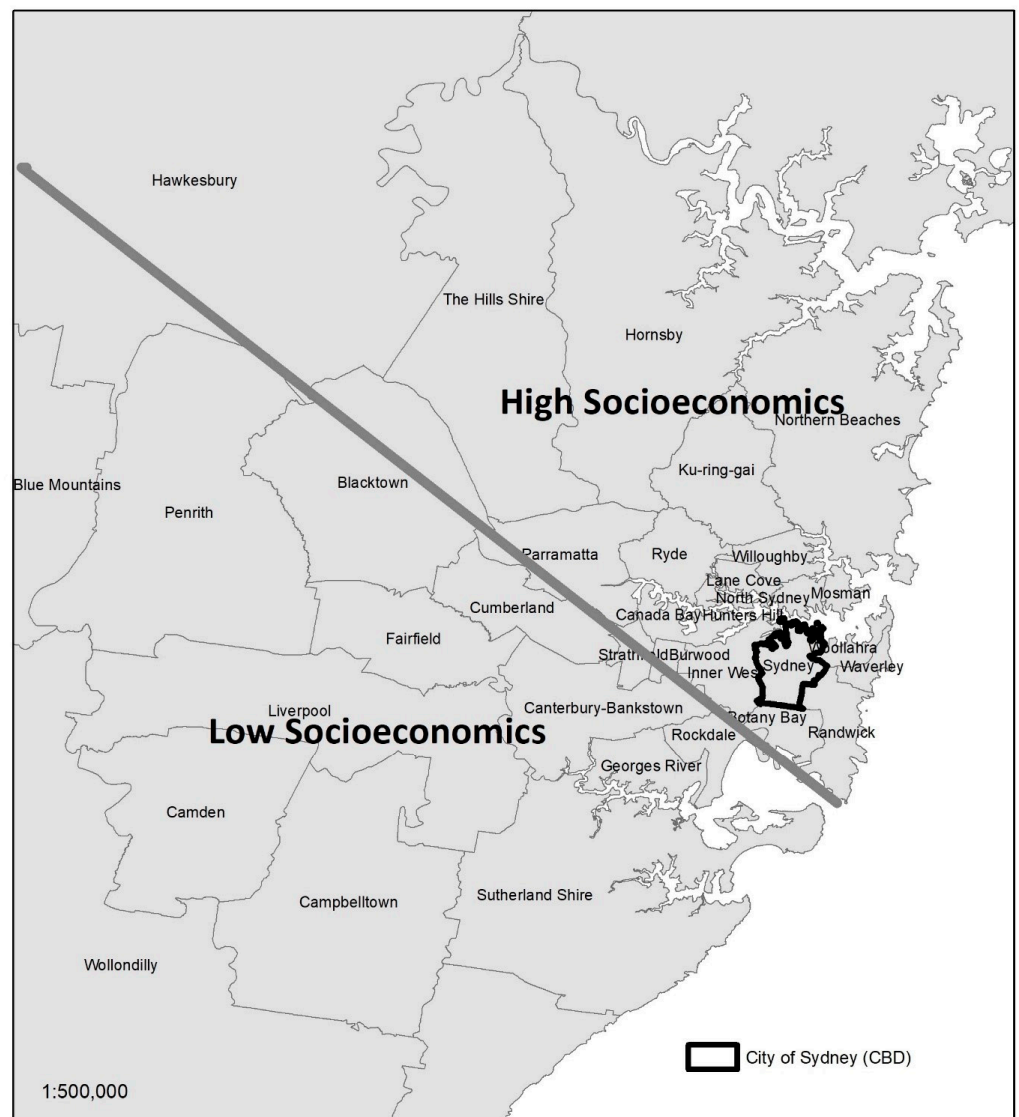 Hawkesbury
The Hills Shire
Hornsby
High Socioeconomics
Northern Beaches
Ku-ring-gai
Blue Mountains
Penrith
Blacktown
Parramatta
Ryde
Willoughby
Lane Cove
North Sydney
Mosman
Cumberland
Canada Bay
Hunters Hill
Fairfield
Strathfield
Burwood
Inner West
Sydney
Woollahra
Waverley
Liverpool
Canterbury-Bankstown
Botany Bay
Low Socioeconomics
Rockdale
Randwick
Georges River
Camden
Campbelltown
Sutherland Shire
Wollondilly
City of Sydney (CBD)
1:500,000